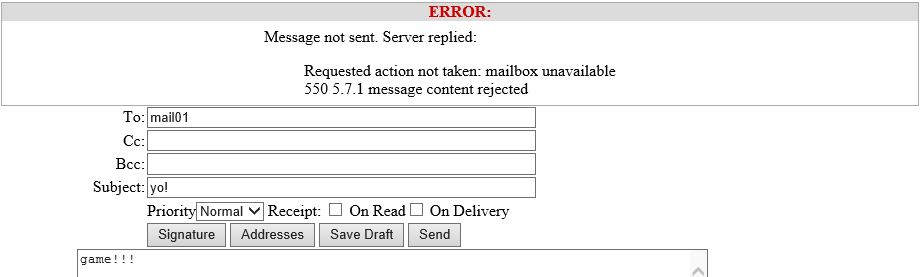 ERROR:
Message not sent. Server replied:
Requested action not taken: mailbox unavailable
550 5.7.1 message content rejected
To: mail01
Cc:
Bcc:
Subject: yo!
Priority Normal Receipt: On Read On Delivery
Signature Addresses Save Draft Send
game!!!